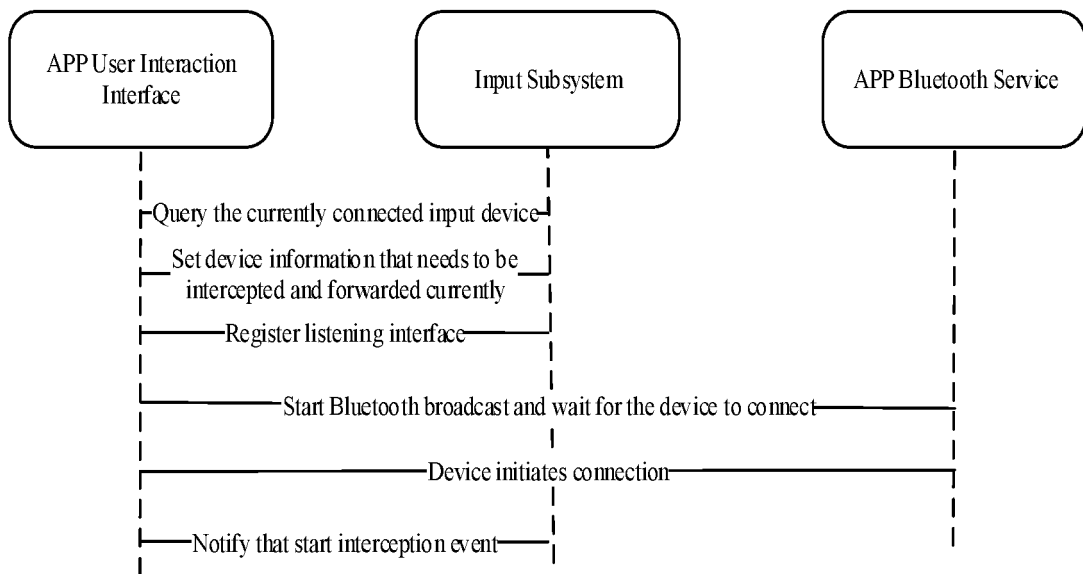 APP User Interaction
Interface
Input Subsystem
APP Bluetooth Service
Query the currently connected input device
Set device information that needs to be
intercepted and forwarded currently
Register listening interface
Start Bluetooth broadcast and wait for the device to connect
Device initiates connection
Notify that start interception event